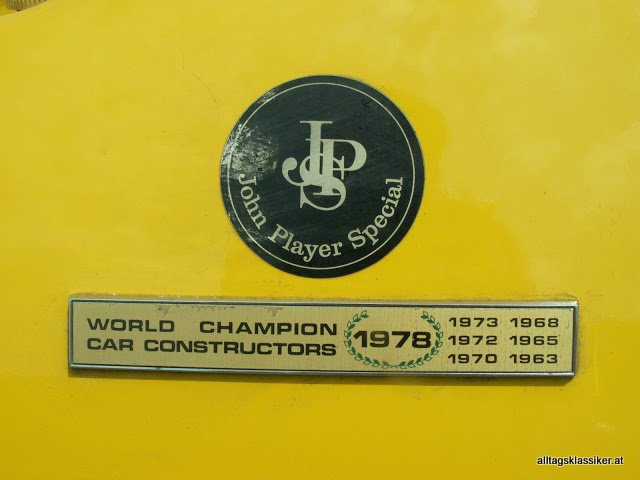 JPS
John Player Special
WORLD CHAMPION
CAR CONSTRUCTORS
1978
1973 1968
1972 1965
1970 1963
alltagsklassiker.at